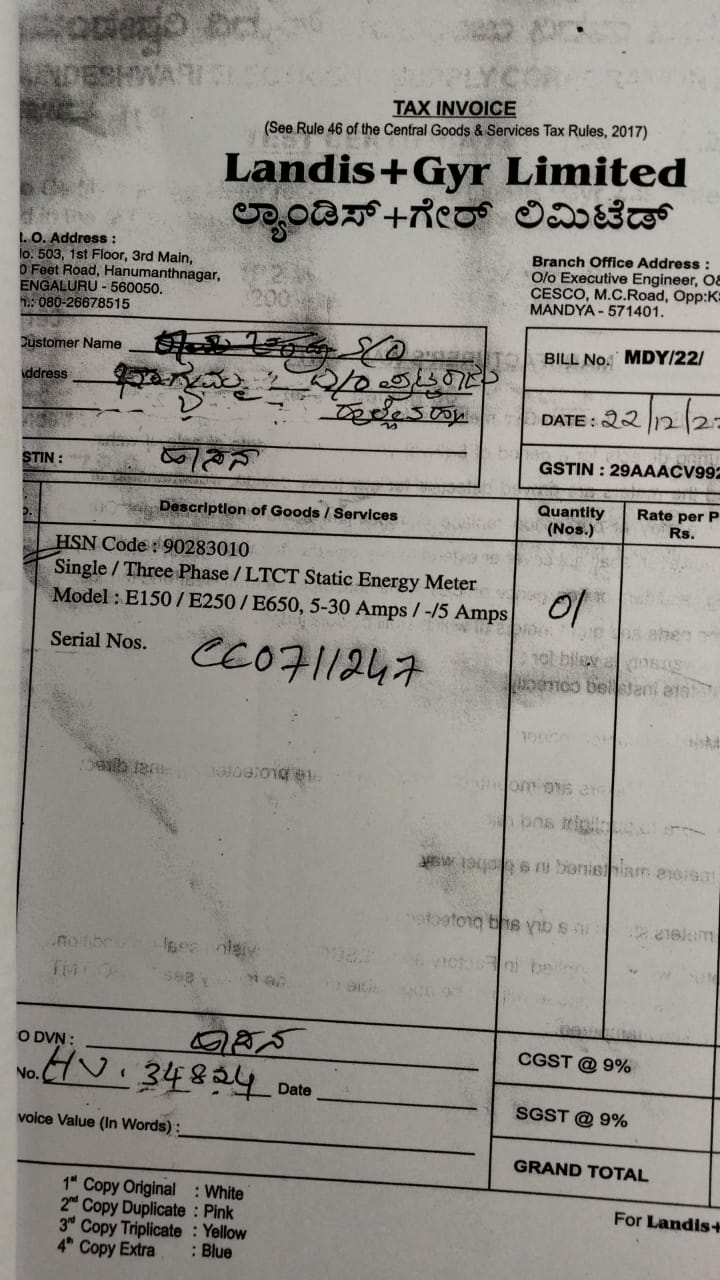 TAX INVOICE
(See Rule 46 of the Central Goods & Services Tax Rules, 2017)
Landis+Gyr Limited
ಲ್ಯಾಂಡಿಸ್+ಗೇರ್ ಲಿಮಿಟೆಡ್
. O. Address :
o. 503, 1st Floor, 3rd Main,
0 Feet Road, Hanumanthnagar,
ENGALURU - 560050.
.: 080-26678515
Branch Office Address :
O/o Executive Engineer, O&
CESCO, M.C.Road, Opp:K
MANDYA - 571401.
Customer Name S/O
Address
STIN : ಹಾಸನ
BILL No. MDY/22/
DATE : 22/12/2
GSTIN : 29AAACV992
Description of Goods / Services
Quantity (Nos.)
Rate per P
Rs.
HSN Code : 90283010
Single / Three Phase / LTCT Static Energy Meter
Model : E150 / E250 / E650, 5-30 Amps / -/5 Amps 01
Serial Nos. CC0711247
O DVN : ಹಾಸನ
No. HV. 34824 Date
voice Value (In Words) :
CGST @ 9%
SGST @ 9%
GRAND TOTAL
1st Copy Original : White
2nd Copy Duplicate : Pink
3rd Copy Triplicate : Yellow
4th Copy Extra : Blue
For Landis+